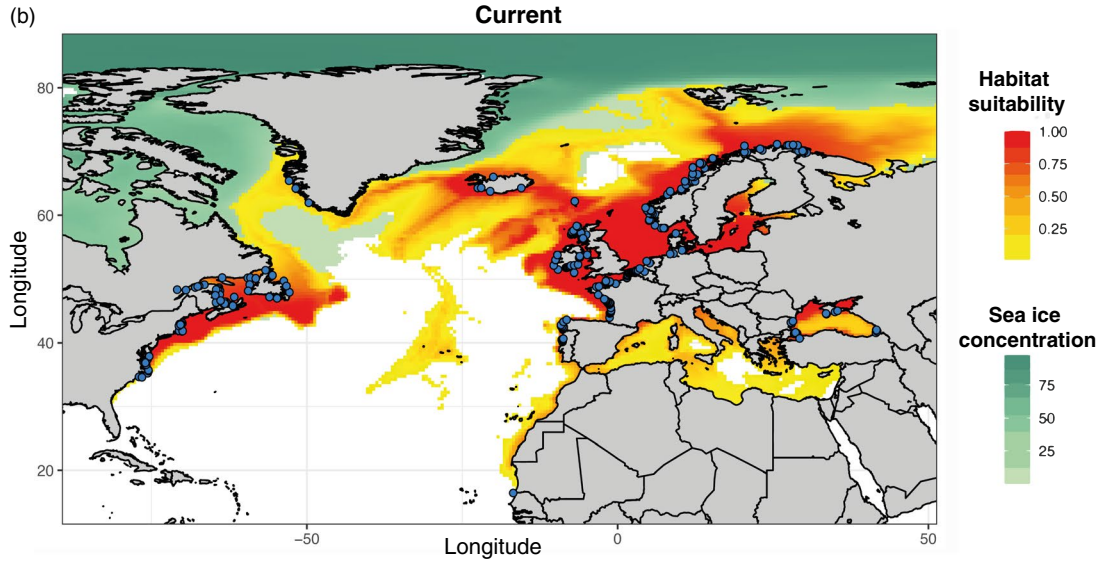 (b)
Current
80
60
40
20
Longitude
−50
0
50
Longitude
Habitat
suitability
1.00
0.75
0.50
0.25
Sea ice
concentration
75
50
25